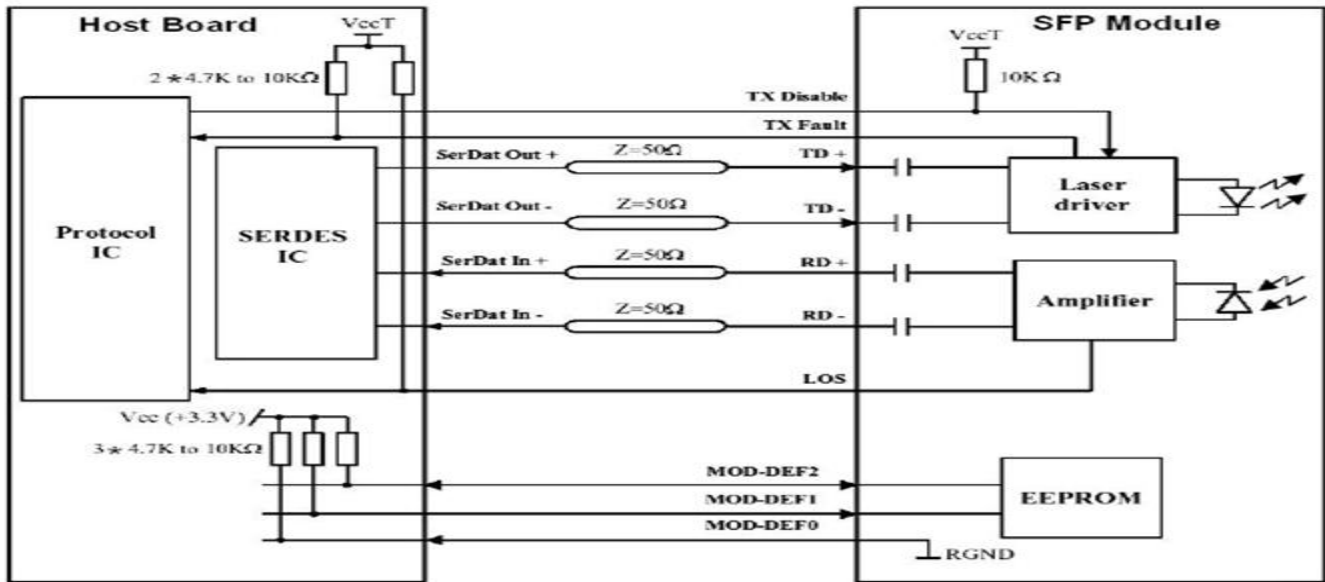 Host Board
SFP Module
VccT
VccT
2 * 4.7K to 10KΩ
10K Ω
TX Disable
TX Fault
SerDat Out +
Z=50Ω
TD +
SerDat Out -
Z=50Ω
TD -
Laser
driver
Protocol
IC
SERDES
IC
SerDat In +
Z=50Ω
RD +
SerDat In -
Z=50Ω
RD -
Amplifier
LOS
Vcc (+3.3V)
3 * 4.7K to 10KΩ
MOD-DEF2
MOD-DEF1
MOD-DEF0
EEPROM
RGND